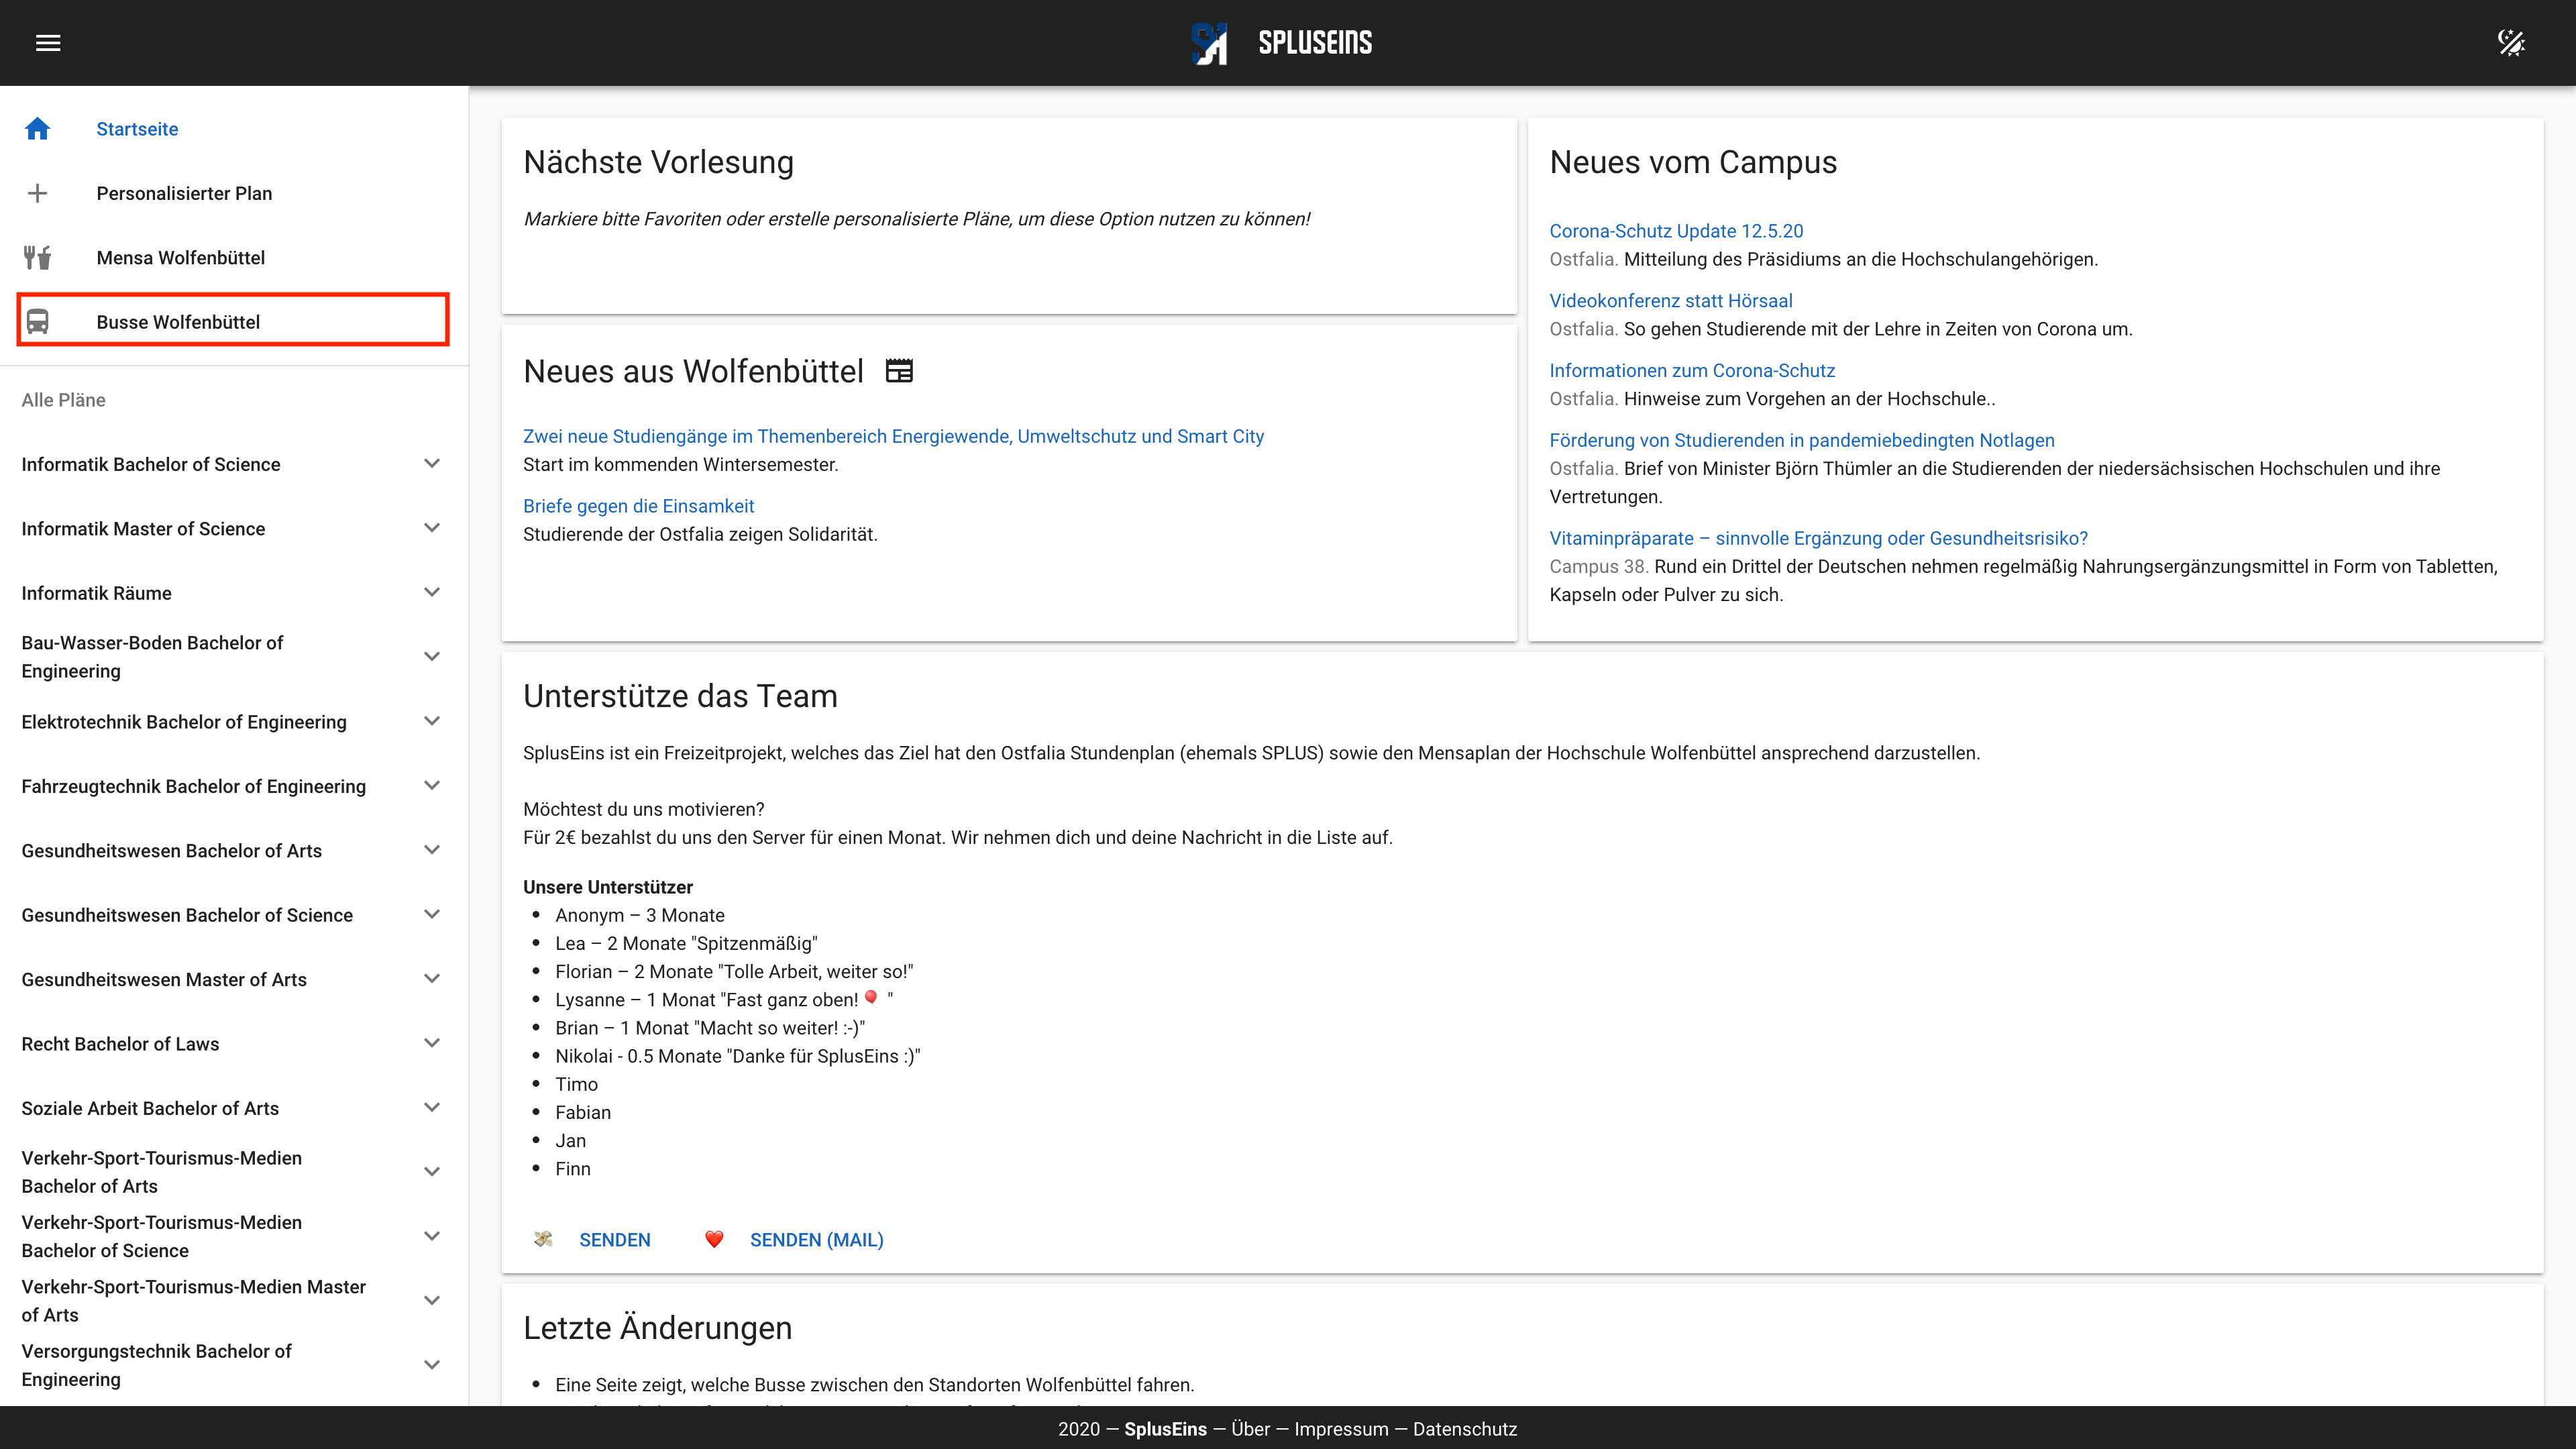 SPLUSEINS
Startseite
Personalisierter Plan
Mensa Wolfenbüttel
Busse Wolfenbüttel
Alle Pläne
Informatik Bachelor of Science
Informatik Master of Science
Informatik Räume
Bau-Wasser-Boden Bachelor of
Engineering
Elektrotechnik Bachelor of Engineering
Fahrzeugtechnik Bachelor of Engineering
Gesundheitswesen Bachelor of Arts
Gesundheitswesen Bachelor of Science
Gesundheitswesen Master of Arts
Recht Bachelor of Laws
Soziale Arbeit Bachelor of Arts
Verkehr-Sport-Tourismus-Medien
Bachelor of Arts
Verkehr-Sport-Tourismus-Medien
Bachelor of Science
Verkehr-Sport-Tourismus-Medien Master
of Arts
Versorgungstechnik Bachelor of
Engineering
Nächste Vorlesung
Markiere bitte Favoriten oder erstelle personalisierte Pläne, um diese Option nutzen zu können!
Neues aus Wolfenbüttel
Zwei neue Studiengänge im Themenbereich Energiewende, Umweltschutz und Smart City
Start im kommenden Wintersemester.
Briefe gegen die Einsamkeit
Studierende der Ostfalia zeigen Solidarität.
Neues vom Campus
Corona-Schutz Update 12.5.20
Ostfalia. Mitteilung des Präsidiums an die Hochschulangehörigen.
Videokonferenz statt Hörsaal
Ostfalia. So gehen Studierende mit der Lehre in Zeiten von Corona um.
Informationen zum Corona-Schutz
Ostfalia. Hinweise zum Vorgehen an der Hochschule..
Förderung von Studierenden in pandemiebedingten Notlagen
Ostfalia. Brief von Minister Björn Thümler an die Studierenden der niedersächsischen Hochschulen und ihre
Vertretungen.
Vitaminpräparate – sinnvolle Ergänzung oder Gesundheitsrisiko?
Campus 38. Rund ein Drittel der Deutschen nehmen regelmäßig Nahrungsergänzungsmittel in Form von Tabletten,
Kapseln oder Pulver zu sich.
Unterstütze das Team
SplusEins ist ein Freizeitprojekt, welches das Ziel hat den Ostfalia Stundenplan (ehemals SPLUS) sowie den Mensaplan der Hochschule Wolfenbüttel ansprechend darzustellen.
Möchtest du uns motivieren?
Für 2€ bezahlst du uns den Server für einen Monat. Wir nehmen dich und deine Nachricht in die Liste auf.
Unsere Unterstützer
• Anonym – 3 Monate
• Lea – 2 Monate "Spitzenmäßig"
• Florian – 2 Monate "Tolle Arbeit, weiter so!"
• Lysanne – 1 Monat "Fast ganz oben!🎈 "
• Brian – 1 Monat "Macht so weiter! :-)"
• Nikolai - 0.5 Monate "Danke für SplusEins :)"
• Timo
• Fabian
• Jan
• Finn
💸 SENDEN ❤️ SENDEN (MAIL)
Letzte Änderungen
• Eine Seite zeigt, welche Busse zwischen den Standorten Wolfenbüttel fahren.
2020 — SplusEins — Über — Impressum — Datenschutz